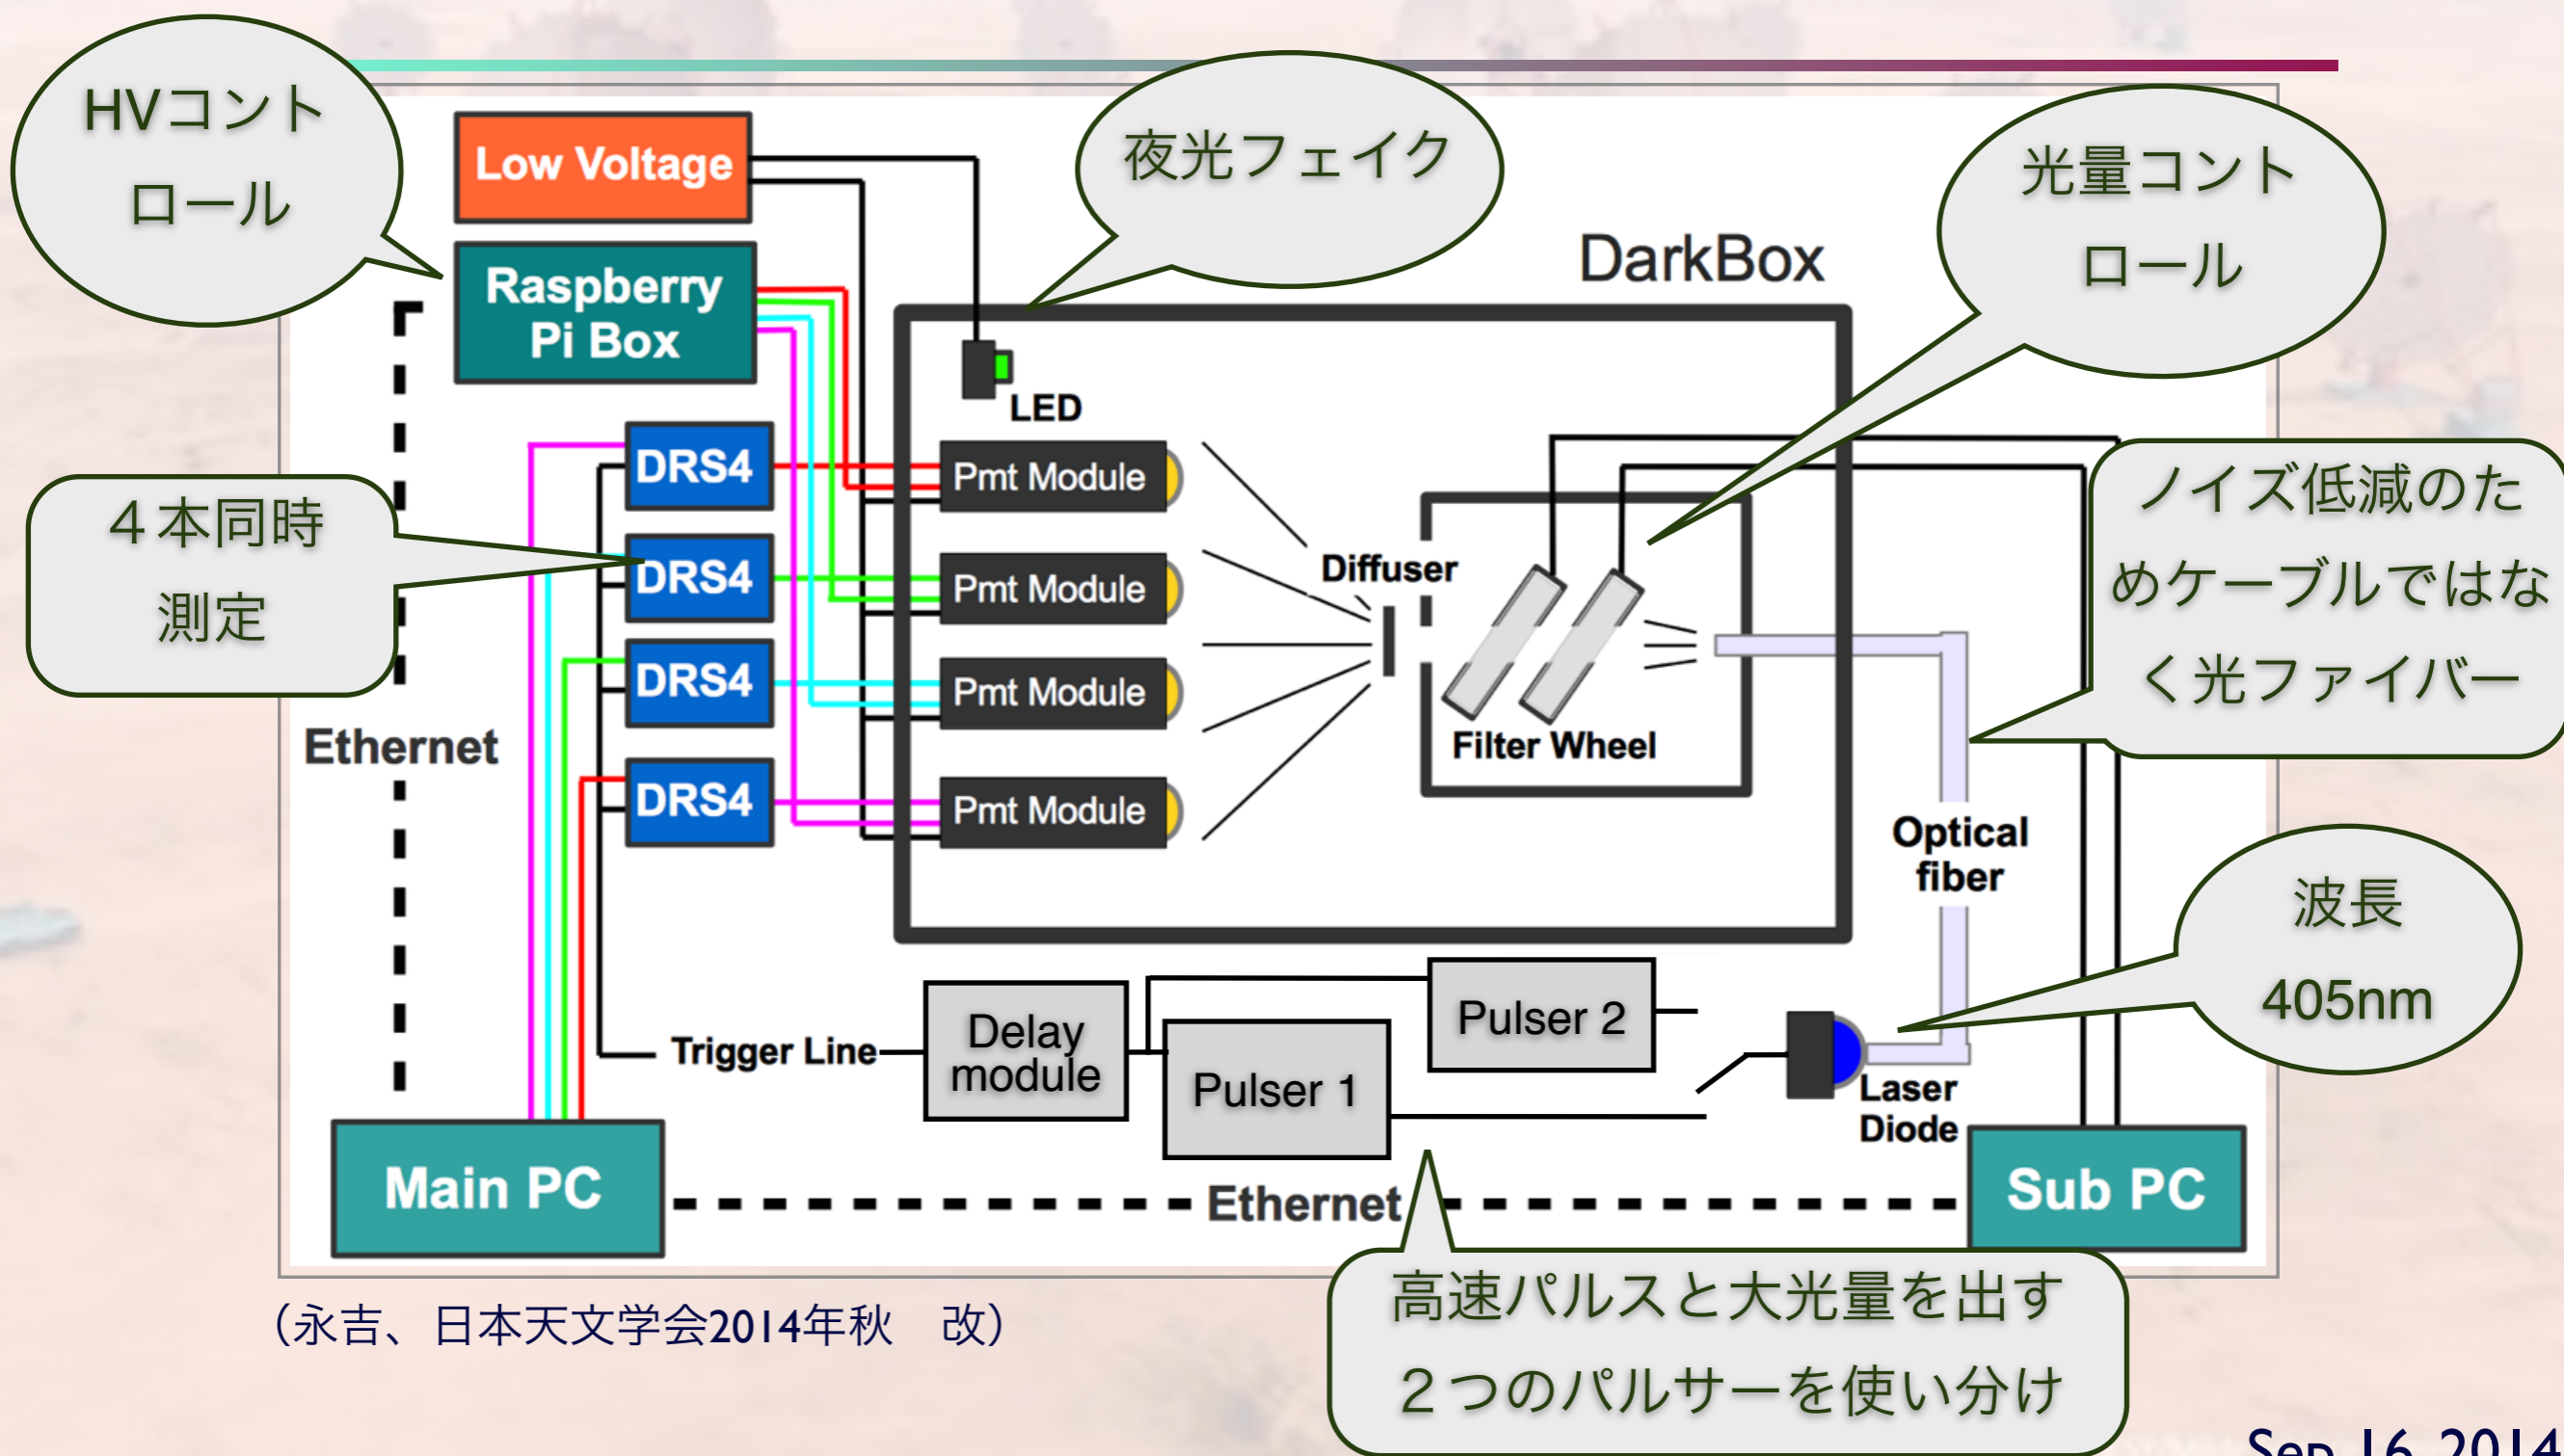 HVコント
ロール
Low Voltage
夜光フェイク
光量コント
ロール
DarkBox
Raspberry
Pi Box
LED
DRS4
Pmt Module
４本同時
測定
DRS4
Pmt Module
Diffuser
ノイズ低減のた
めケーブルではな
く光ファイバー
DRS4
Pmt Module
Filter Wheel
Ethernet
DRS4
Pmt Module
Optical
fiber
波長
405nm
Trigger Line
Delay
module
Pulser 2
Pulser 1
Laser
Diode
Main PC
Ethernet
Sub PC
高速パルスと大光量を出す
２つのパルサーを使い分け
（永吉、日本天文学会2014年秋　改）
Sep 16, 2014